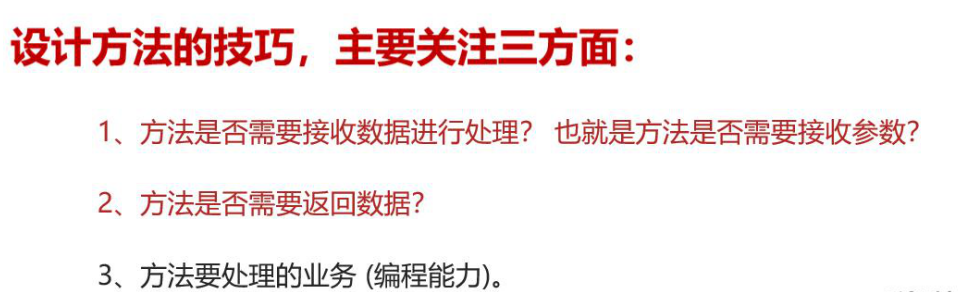 设计方法的技巧，主要关注三方面：
1、方法是否需要接收数据进行处理？ 也就是方法是否需要接收参数？
2、方法是否需要返回数据？
3、方法要处理的业务 (编程能力)。